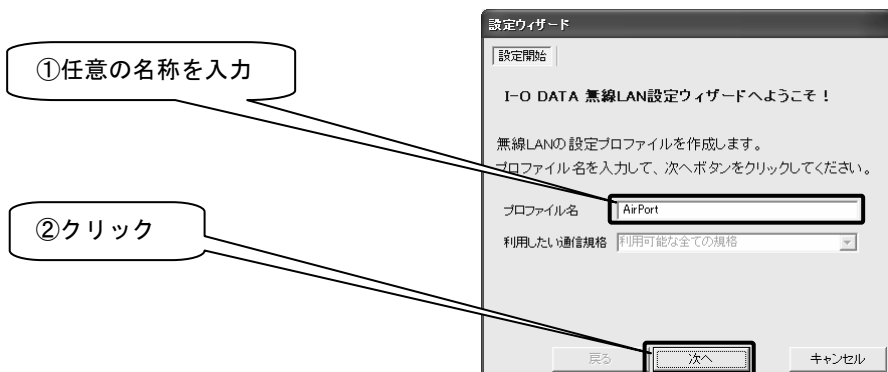 設定ウィザード
設定開始
①任意の名称を入力
I-O DATA 無線LAN設定ウィザードへようこそ！
無線LANの設定プロファイルを作成します。
プロファイル名を入力して、次へボタンをクリックしてください。
プロファイル名 AirPort
②クリック
利用したい通信規格 利用可能な全ての規格
戻る 次へ キャンセル